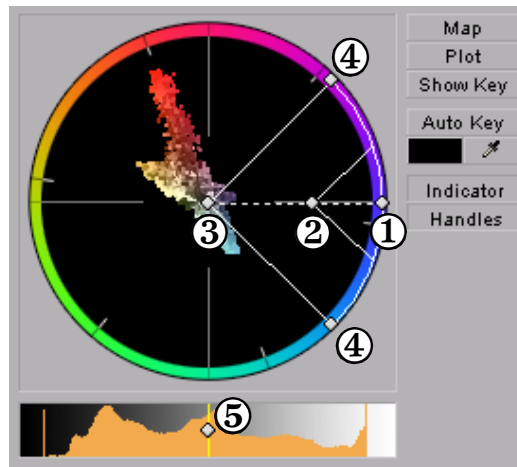 Map
Plot
Show Key
Auto Key
Indicator
Handles
④
③
②
①
④
⑤